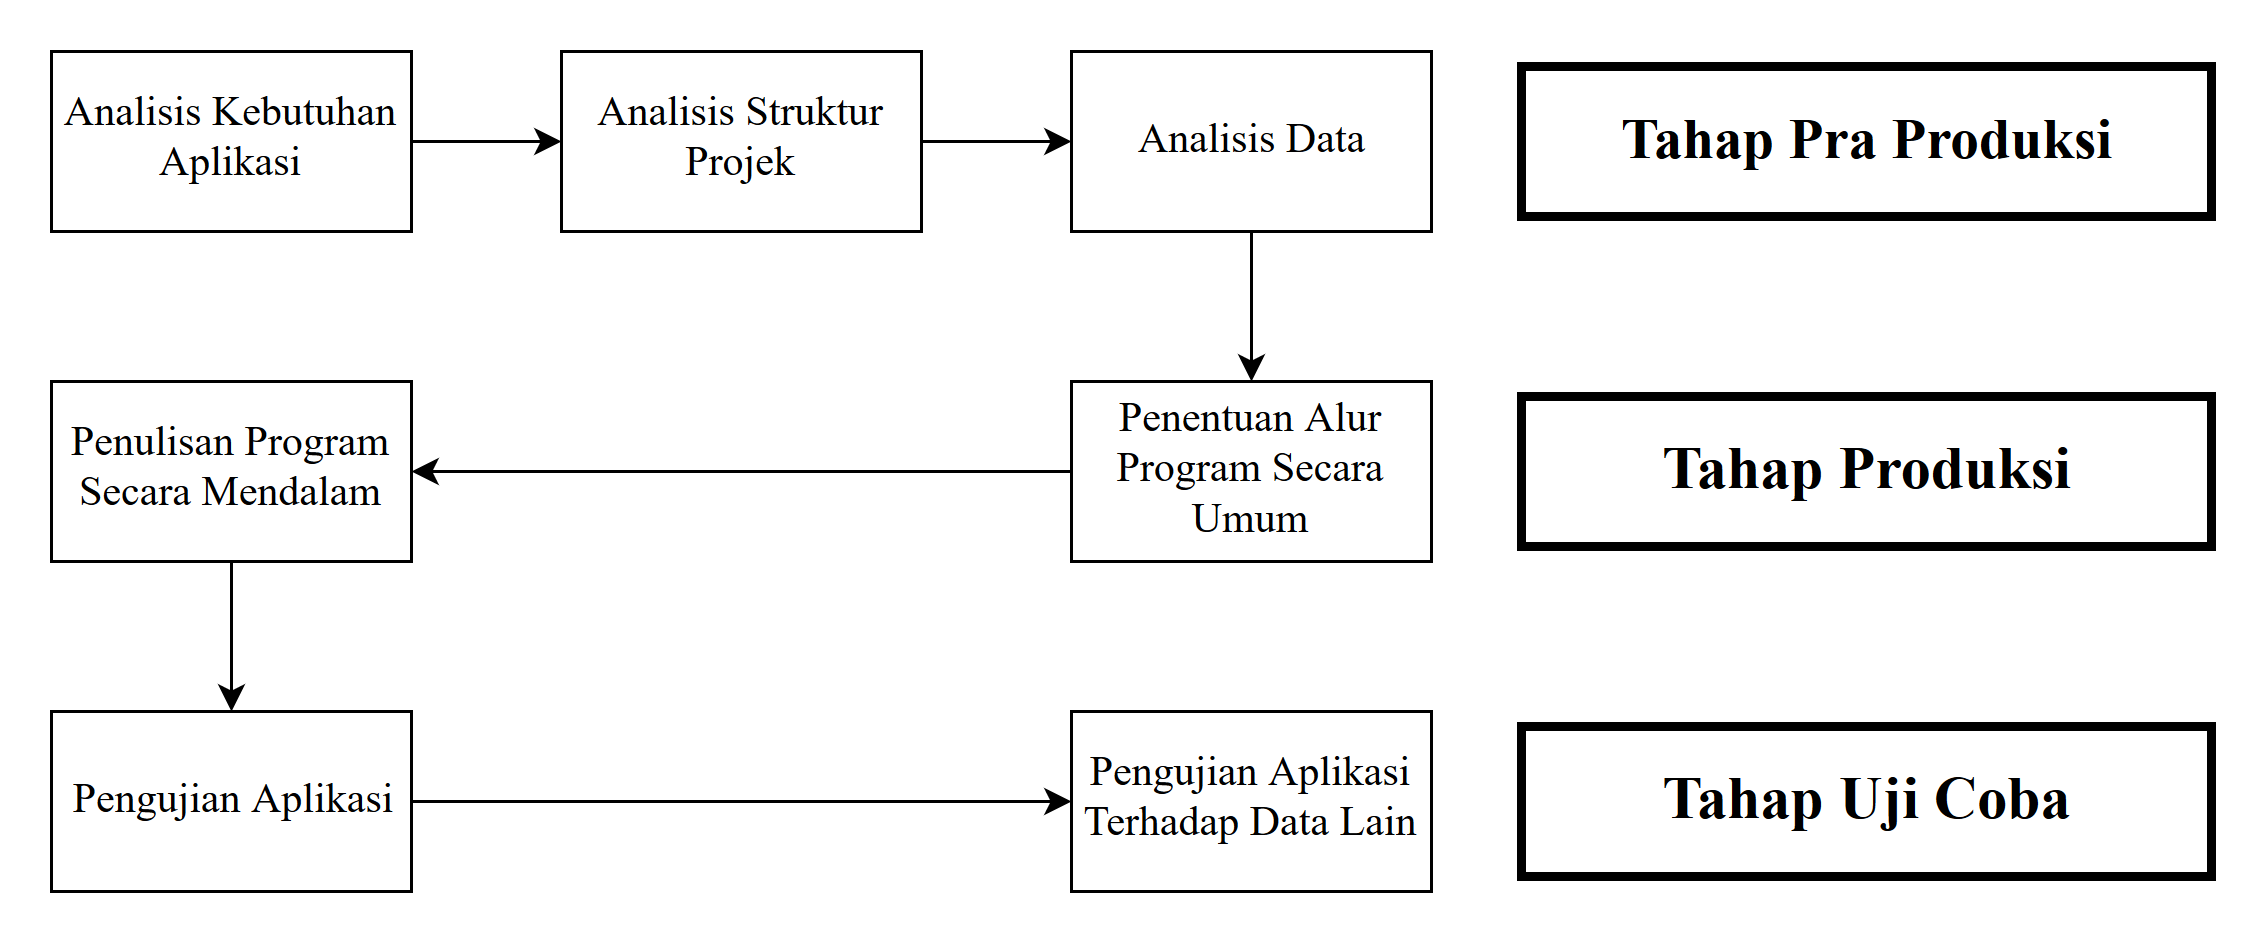 Analisis Kebutuhan
Aplikasi
Analisis Struktur
Projek
Analisis Data
Tahap Pra Produksi
Penulisan Program
Secara Mendalam
Penentuan Alur
Program Secara
Umum
Tahap Produksi
Pengujian Aplikasi
Pengujian Aplikasi
Terhadap Data Lain
Tahap Uji Coba